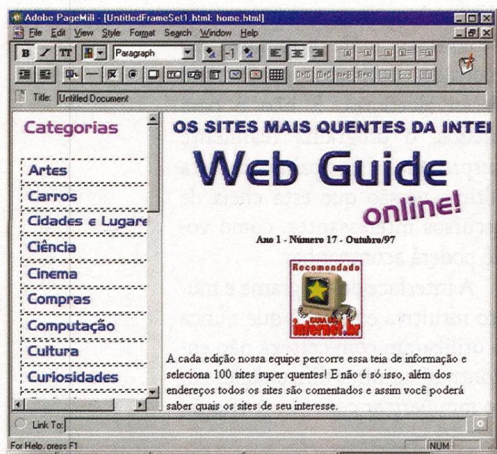 Adobe PageMill - [UntitledFrameSet1.html: home.html]
File Edit View Style Format Search Window Help
B I TT Paragraph -1
Title: Untitled Document
Categorias
Artes
Carros
Cidades e Lugare
Ciência
Cinema
Compras
Computação
Cultura
Curiosidades
OS SITES MAIS QUENTES DA INTE
Web Guide
online!
Ano 1 - Número 17 - Outubro/97
Recomendado
internet.br
A cada edição nossa equipe percorre essa teia de informação e
seleciona 100 sites super quentes! E não é só isso, além dos
endereços todos os sites são comentados e assim você poderá
saber quais os sites de seu interesse.
Link To:
For Help, press F1
NUM